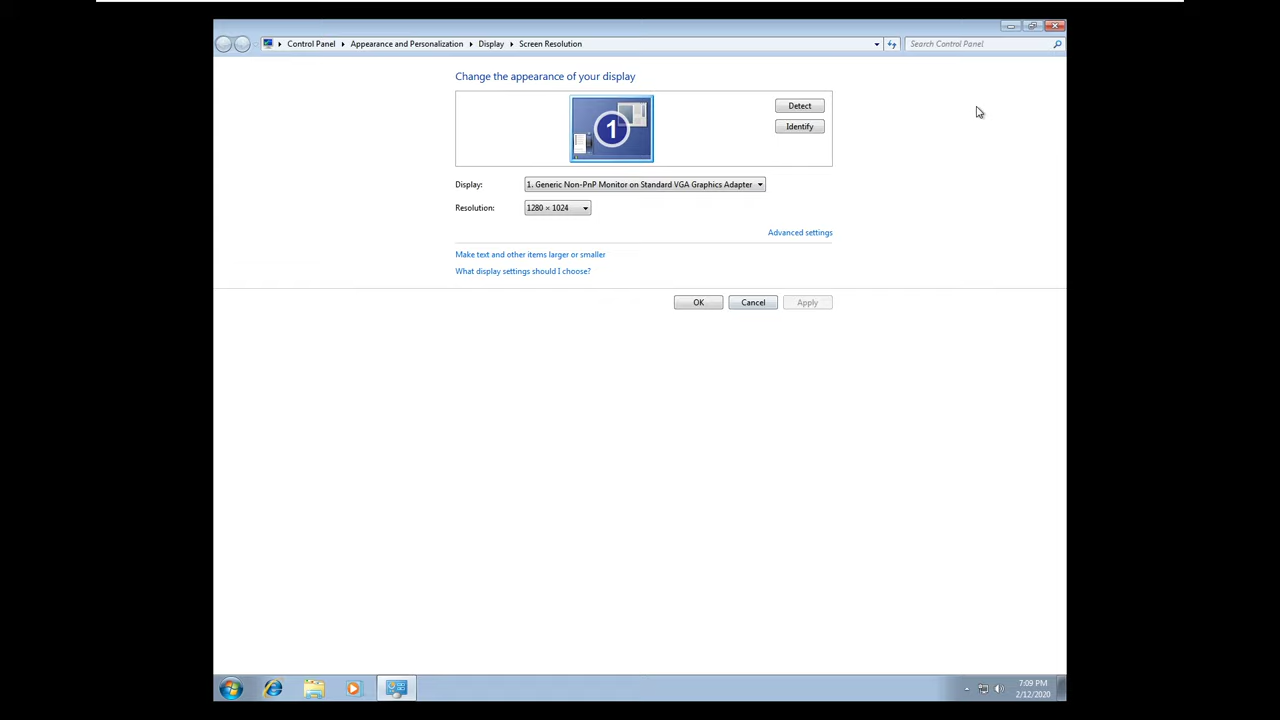 Control Panel Appearance and Personalization Display Screen Resolution
Search Control Panel
Change the appearance of your display
1
Detect
Identify
Display: 1. Generic Non-PnP Monitor on Standard VGA Graphics Adapter
Resolution: 1280 × 1024
Advanced settings
Make text and other items larger or smaller
What display settings should I choose?
OK Cancel Apply
7:09 PM
2/12/2020